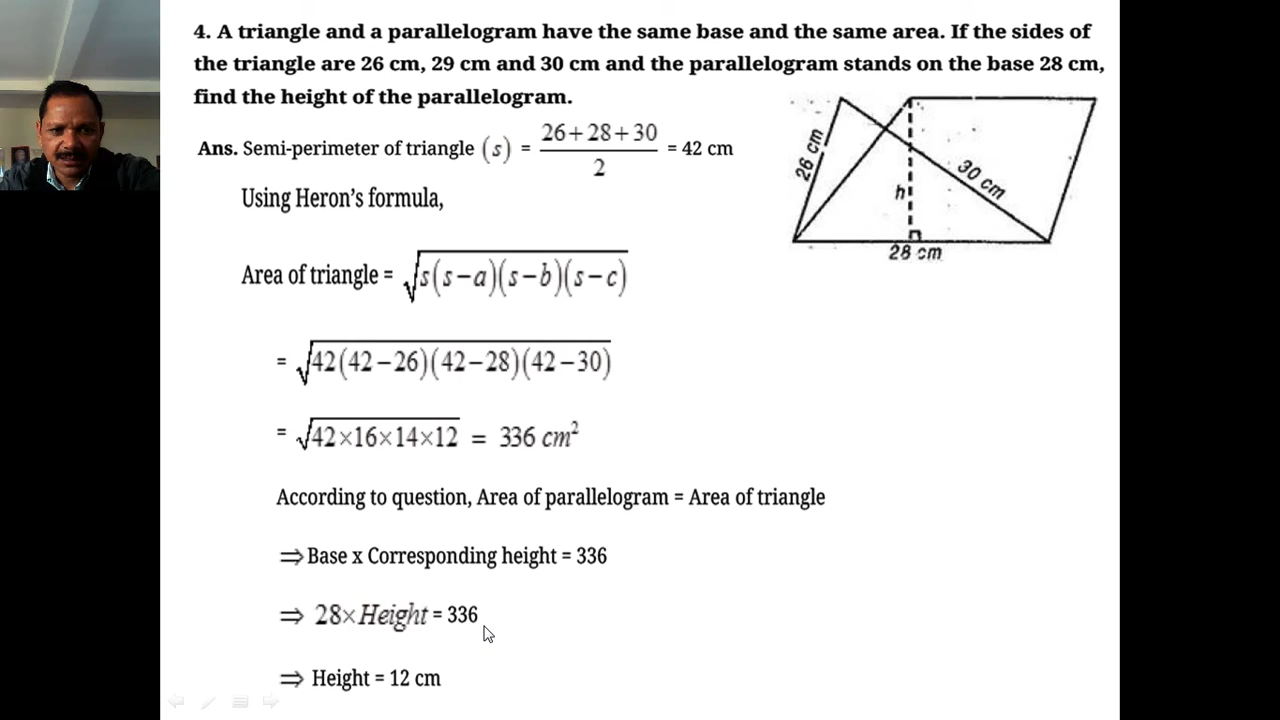 4. A triangle and a parallelogram have the same base and the same area. If the sides of
the triangle are 26 cm, 29 cm and 30 cm and the parallelogram stands on the base 28 cm,
find the height of the parallelogram.
Ans. Semi-perimeter of triangle (s) = (26+28+30)/2 = 42 cm
Using Heron's formula,
Area of triangle = √(s(s−a)(s−b)(s−c))
= √(42(42−26)(42−28)(42−30))
= √(42×16×14×12) = 336 cm²
According to question, Area of parallelogram = Area of triangle
⇒ Base x Corresponding height = 336
⇒ 28×Height = 336
⇒ Height = 12 cm
26 cm
30 cm
h
28 cm